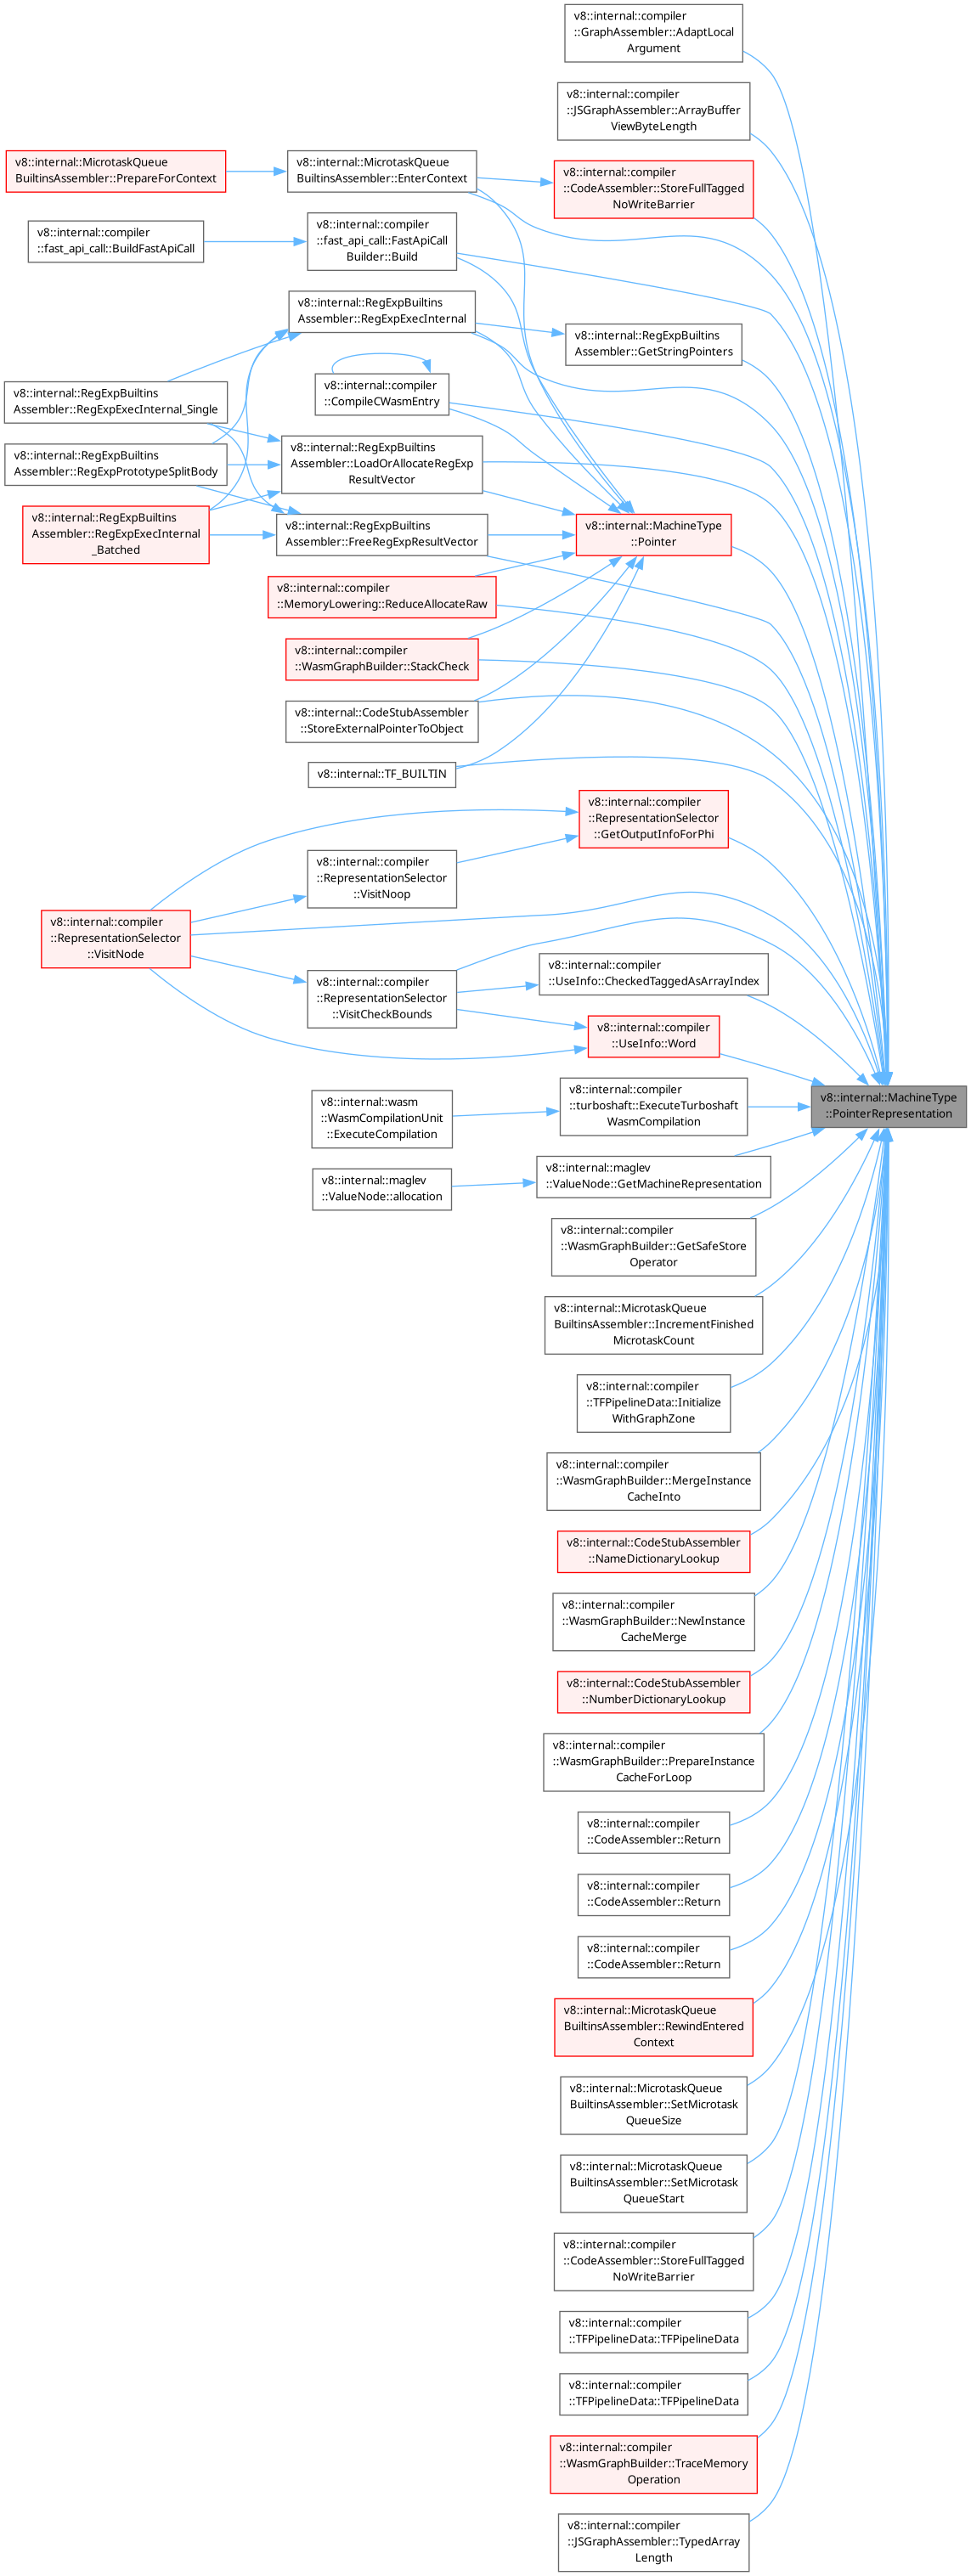 v8::internal::compiler
::GraphAssembler::AdaptLocal
Argument
v8::internal::compiler
::JSGraphAssembler::ArrayBuffer
ViewByteLength
v8::internal::MicrotaskQueue
BuiltinsAssembler::PrepareForContext
v8::internal::MicrotaskQueue
BuiltinsAssembler::EnterContext
v8::internal::compiler
::CodeAssembler::StoreFullTagged
NoWriteBarrier
v8::internal::compiler
::fast_api_call::BuildFastApiCall
v8::internal::compiler
::fast_api_call::FastApiCall
Builder::Build
v8::internal::RegExpBuiltins
Assembler::RegExpExecInternal
v8::internal::RegExpBuiltins
Assembler::GetStringPointers
v8::internal::RegExpBuiltins
Assembler::RegExpExecInternal_Single
v8::internal::compiler
::CompileCWasmEntry
v8::internal::RegExpBuiltins
Assembler::RegExpPrototypeSplitBody
v8::internal::RegExpBuiltins
Assembler::LoadOrAllocateRegExp
ResultVector
v8::internal::RegExpBuiltins
Assembler::RegExpExecInternal
_Batched
v8::internal::RegExpBuiltins
Assembler::FreeRegExpResultVector
v8::internal::MachineType
::Pointer
v8::internal::compiler
::MemoryLowering::ReduceAllocateRaw
v8::internal::compiler
::WasmGraphBuilder::StackCheck
v8::internal::CodeStubAssembler
::StoreExternalPointerToObject
v8::internal::TF_BUILTIN
v8::internal::compiler
::RepresentationSelector
::GetOutputInfoForPhi
v8::internal::compiler
::RepresentationSelector
::VisitNoop
v8::internal::compiler
::RepresentationSelector
::VisitNode
v8::internal::compiler
::RepresentationSelector
::VisitCheckBounds
v8::internal::compiler
::UseInfo::CheckedTaggedAsArrayIndex
v8::internal::compiler
::UseInfo::Word
v8::internal::MachineType
::PointerRepresentation
v8::internal::wasm
::WasmCompilationUnit
::ExecuteCompilation
v8::internal::compiler
::turboshaft::ExecuteTurboshaft
WasmCompilation
v8::internal::maglev
::ValueNode::allocation
v8::internal::maglev
::ValueNode::GetMachineRepresentation
v8::internal::compiler
::WasmGraphBuilder::GetSafeStore
Operator
v8::internal::MicrotaskQueue
BuiltinsAssembler::IncrementFinished
MicrotaskCount
v8::internal::compiler
::TFPipelineData::Initialize
WithGraphZone
v8::internal::compiler
::WasmGraphBuilder::MergeInstance
CacheInto
v8::internal::CodeStubAssembler
::NameDictionaryLookup
v8::internal::compiler
::WasmGraphBuilder::NewInstance
CacheMerge
v8::internal::CodeStubAssembler
::NumberDictionaryLookup
v8::internal::compiler
::WasmGraphBuilder::PrepareInstance
CacheForLoop
v8::internal::compiler
::CodeAssembler::Return
v8::internal::compiler
::CodeAssembler::Return
v8::internal::compiler
::CodeAssembler::Return
v8::internal::MicrotaskQueue
BuiltinsAssembler::RewindEntered
Context
v8::internal::MicrotaskQueue
BuiltinsAssembler::SetMicrotask
QueueSize
v8::internal::MicrotaskQueue
BuiltinsAssembler::SetMicrotask
QueueStart
v8::internal::compiler
::CodeAssembler::StoreFullTagged
NoWriteBarrier
v8::internal::compiler
::TFPipelineData::TFPipelineData
v8::internal::compiler
::TFPipelineData::TFPipelineData
v8::internal::compiler
::WasmGraphBuilder::TraceMemory
Operation
v8::internal::compiler
::JSGraphAssembler::TypedArray
Length